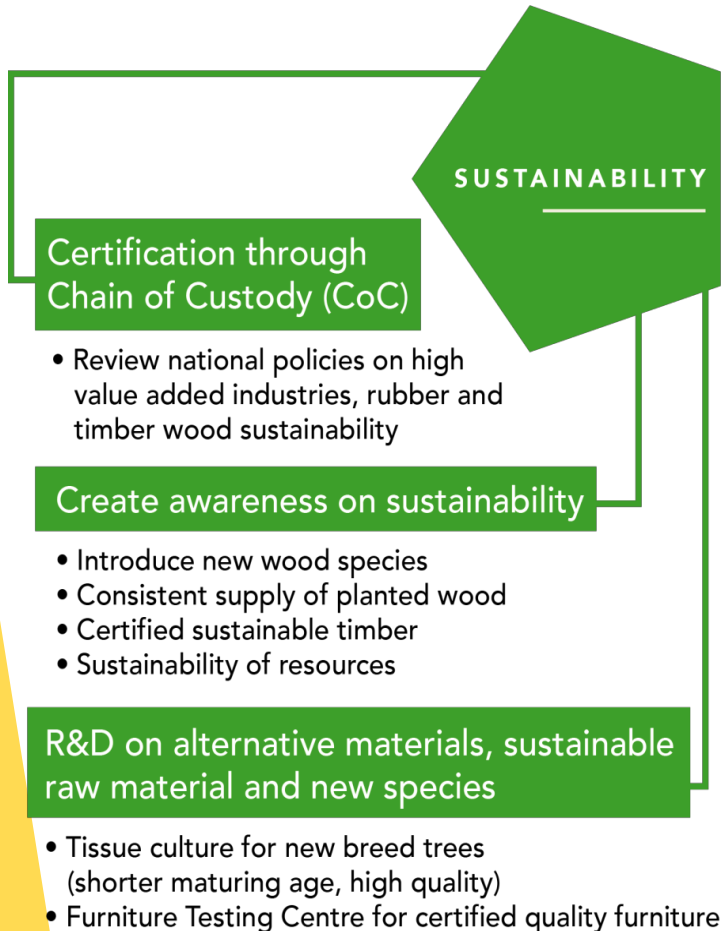 SUSTAINABILITY
Certification through
Chain of Custody (CoC)
• Review national policies on high
value added industries, rubber and
timber wood sustainability
Create awareness on sustainability
• Introduce new wood species
• Consistent supply of planted wood
• Certified sustainable timber
• Sustainability of resources
R&D on alternative materials, sustainable
raw material and new species
• Tissue culture for new breed trees
(shorter maturing age, high quality)
• Furniture Testing Centre for certified quality furniture